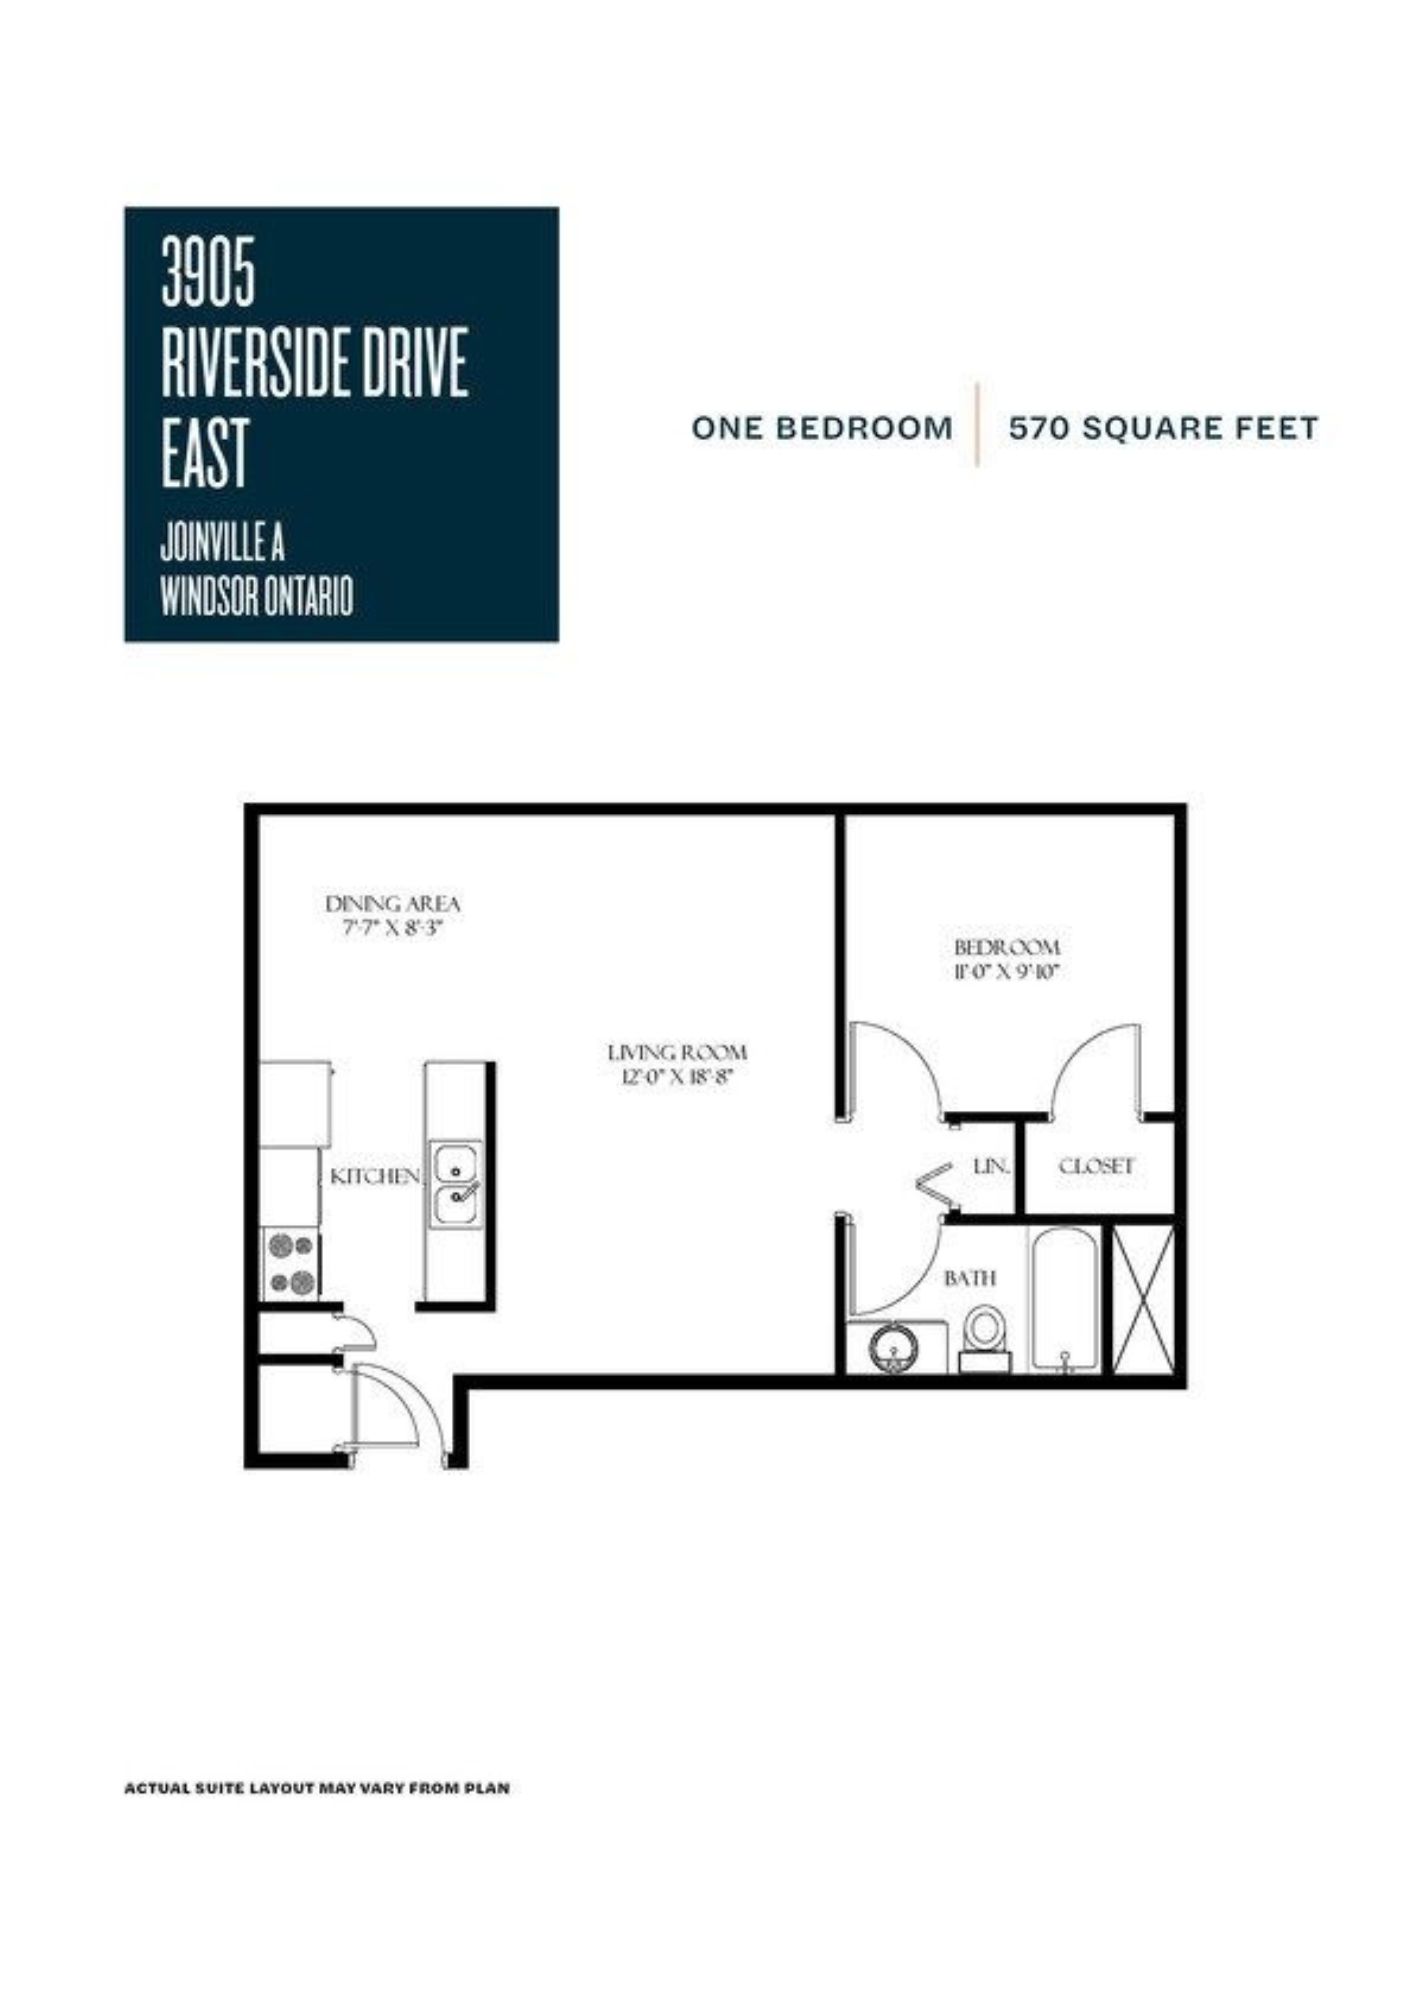 3905
RIVERSIDE DRIVE
EAST
JOINVILLE A
WINDSOR ONTARIO
ONE BEDROOM | 570 SQUARE FEET
DINING AREA
7'-7" X 8'-3"
BEDROOM
11'-0" X 9'-10"
LIVING ROOM
12'-0" X 18'-8"
KITCHEN
LIN.
CLOSET
BATH
ACTUAL SUITE LAYOUT MAY VARY FROM PLAN